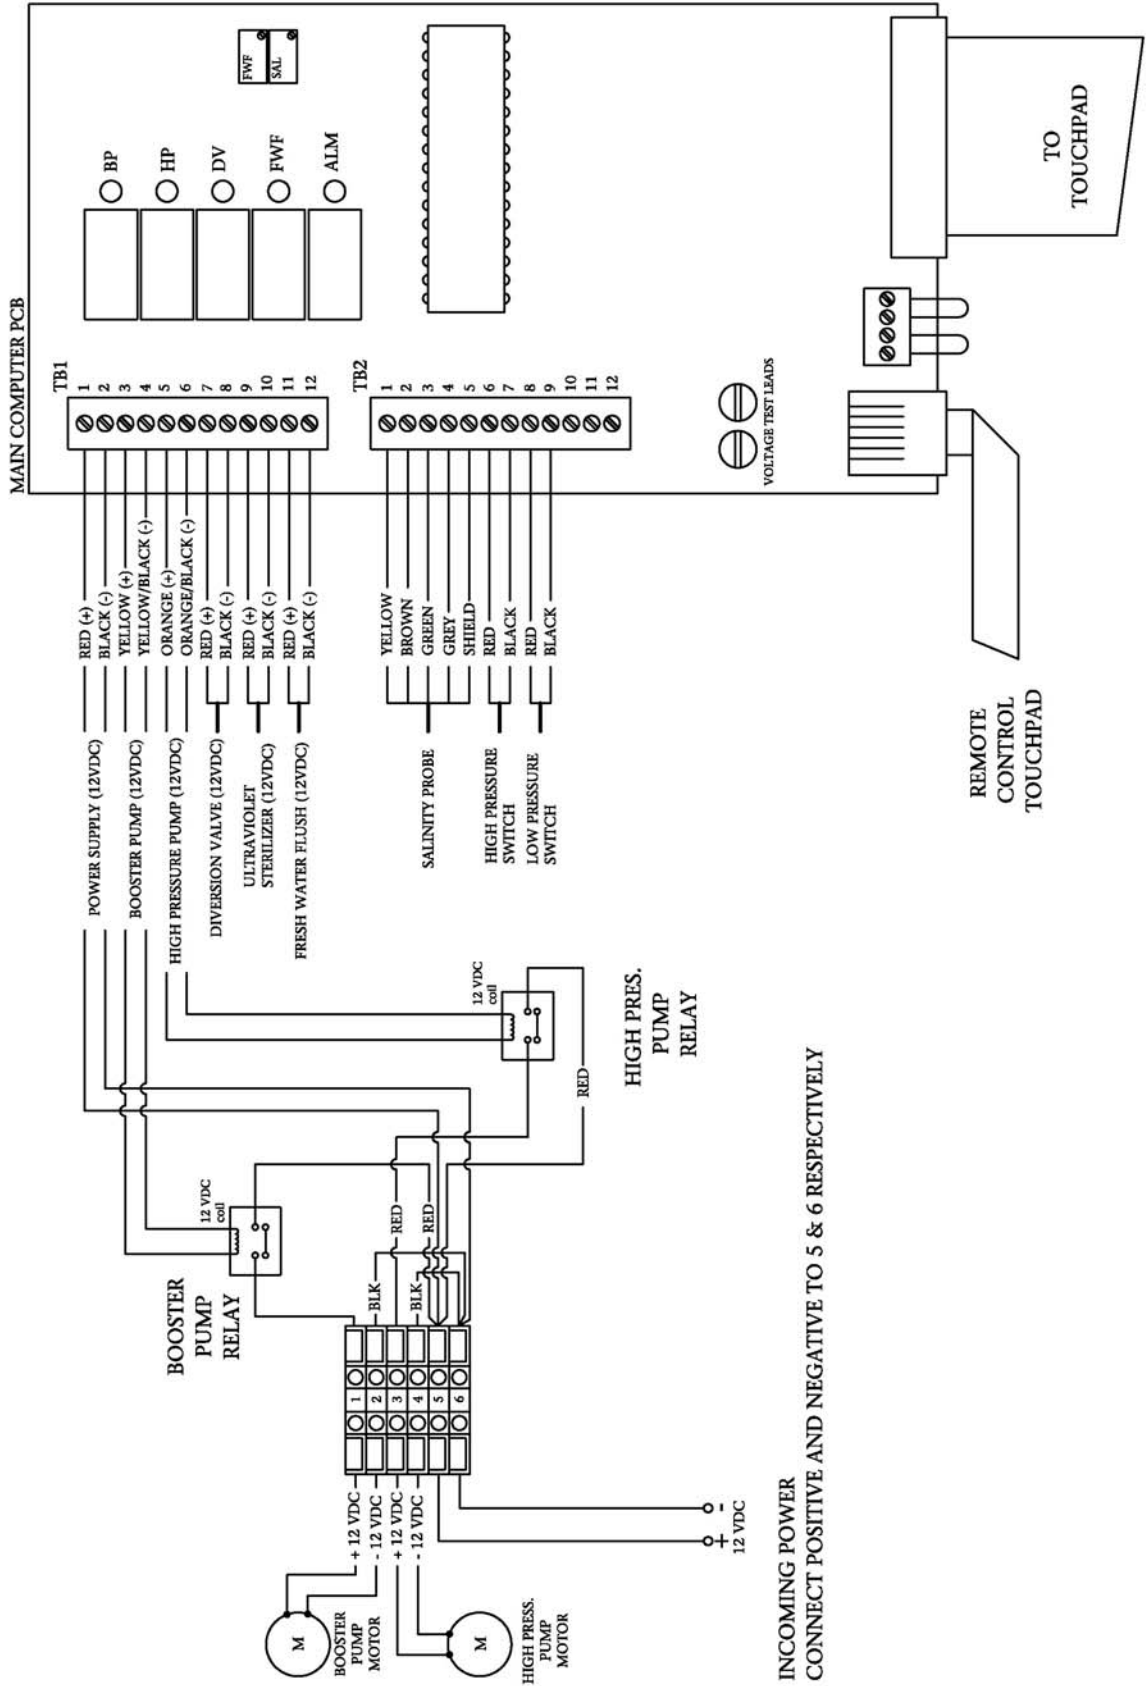 MAIN COMPUTER PCB
FWF
SAL
BP
HP
DV
FWF
ALM
TB1
1
2
3
4
5
6
7
8
9
10
11
12
TB2
1
2
3
4
5
6
7
8
9
10
11
12
VOLTAGE TEST LEADS
TO
TOUCHPAD
REMOTE
CONTROL
TOUCHPAD
RED (+)
BLACK (-)
YELLOW (+)
YELLOW/BLACK (-)
ORANGE (+)
ORANGE/BLACK (-)
RED (+)
BLACK (-)
RED (+)
BLACK (-)
RED (+)
BLACK (-)
YELLOW
BROWN
GREEN
GREY
SHIELD
RED
BLACK
RED
BLACK
POWER SUPPLY (12VDC)
BOOSTER PUMP (12VDC)
HIGH PRESSURE PUMP (12VDC)
DIVERSION VALVE (12VDC)
ULTRAVIOLET
STERILIZER (12VDC)
FRESH WATER FLUSH (12VDC)
SALINITY PROBE
HIGH PRESSURE
SWITCH
LOW PRESSURE
SWITCH
12 VDC
coil
HIGH PRES.
PUMP
RELAY
RED
12 VDC
coil
BOOSTER
PUMP
RELAY
BLK
RED
BLK
RED
1
2
3
4
5
6
+ 12 VDC
- 12 VDC
+ 12 VDC
- 12 VDC
M
BOOSTER
PUMP
MOTOR
M
HIGH PRESS.
PUMP
MOTOR
+ -
12 VDC
INCOMING POWER
CONNECT POSITIVE AND NEGATIVE TO 5 & 6 RESPECTIVELY